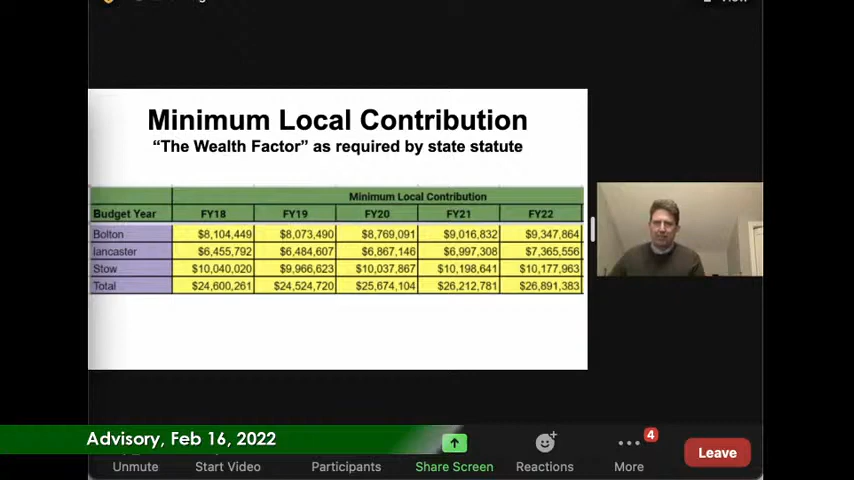 Minimum Local Contribution
“The Wealth Factor” as required by state statute
Minimum Local Contribution
Budget Year FY18 FY19 FY20 FY21 FY22
Bolton $8,104,449 $8,073,490 $8,769,091 $9,016,832 $9,347,864
lancaster $6,455,792 $6,484,607 $6,867,146 $6,997,308 $7,365,556
Stow $10,040,020 $9,966,623 $10,037,867 $10,198,641 $10,177,963
Total $24,600,261 $24,524,720 $25,674,104 $26,212,781 $26,891,383
Advisory, Feb 16, 2022
4
Unmute Start Video Participants Share Screen Reactions More Leave